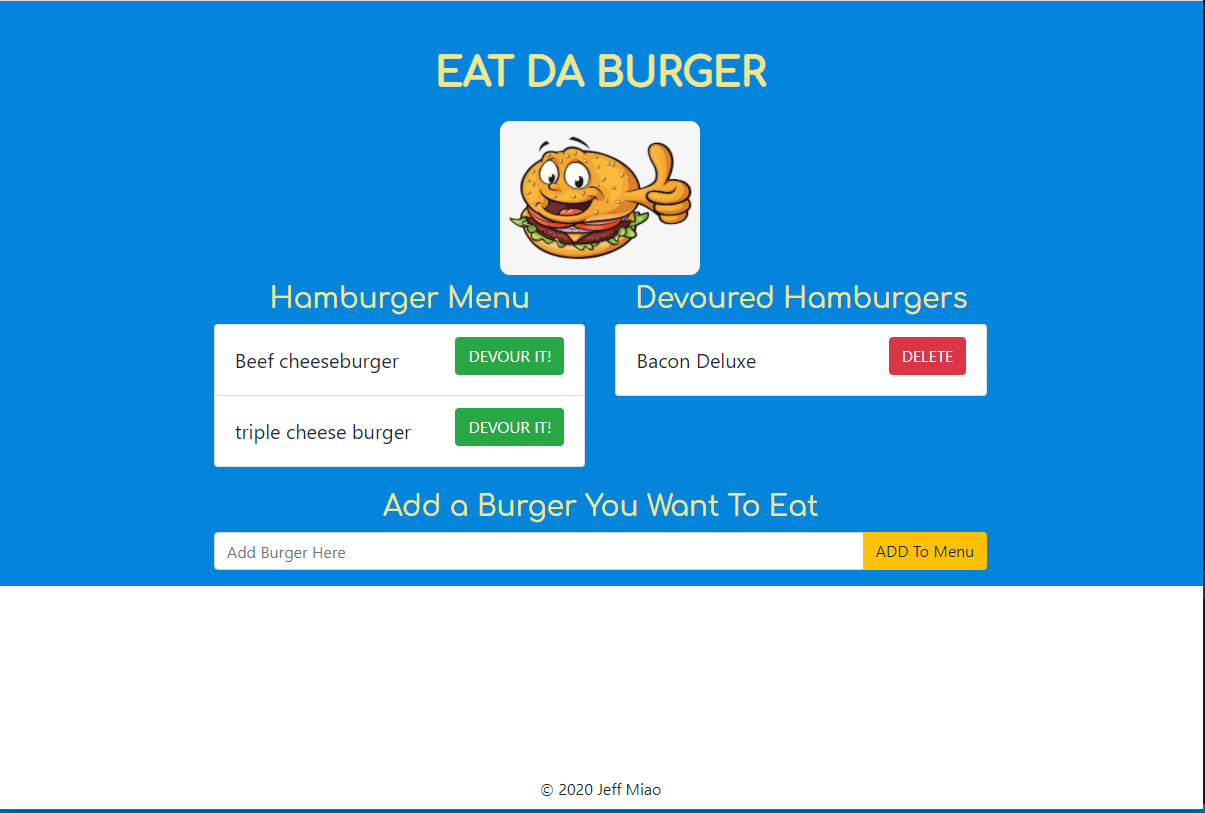 EAT DA BURGER
Hamburger Menu
Beef cheeseburger
DEVOUR IT!
triple cheese burger
DEVOUR IT!
Devoured Hamburgers
Bacon Deluxe
DELETE
Add a Burger You Want To Eat
Add Burger Here
ADD To Menu
© 2020 Jeff Miao